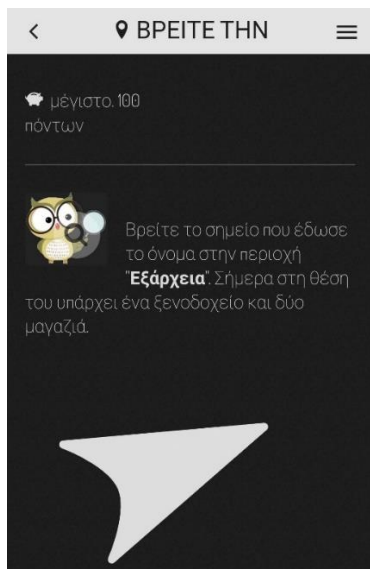 ΒΡΕΙΤΕ ΤΗΝ
μέγιστο. 100
πόντων
Βρείτε το σημείο που έδωσε
το όνομα στην περιοχή
"Εξάρχεια". Σήμερα στη θέση
του υπάρχει ένα ξενοδοχείο και δύο
μαγαζιά.